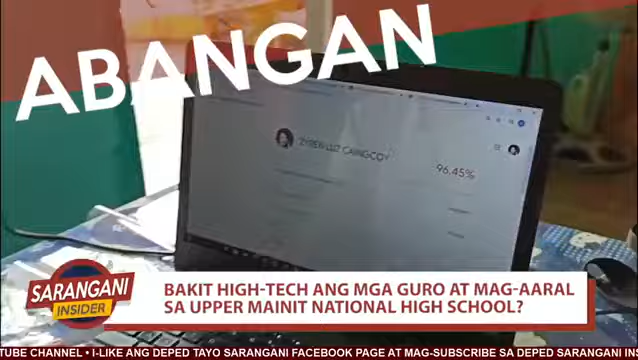 ABANGAN
96.45%
SARANGANI
INSIDER
BAKIT HIGH-TECH ANG MGA GURO AT MAG-AARAL
SA UPPER MAINIT NATIONAL HIGH SCHOOL?
TUBE CHANNEL • I-LIKE ANG DEPED TAYO SARANGANI FACEBOOK PAGE AT MAG-SUBSCRIBE SA DEPED SARANGANI INS